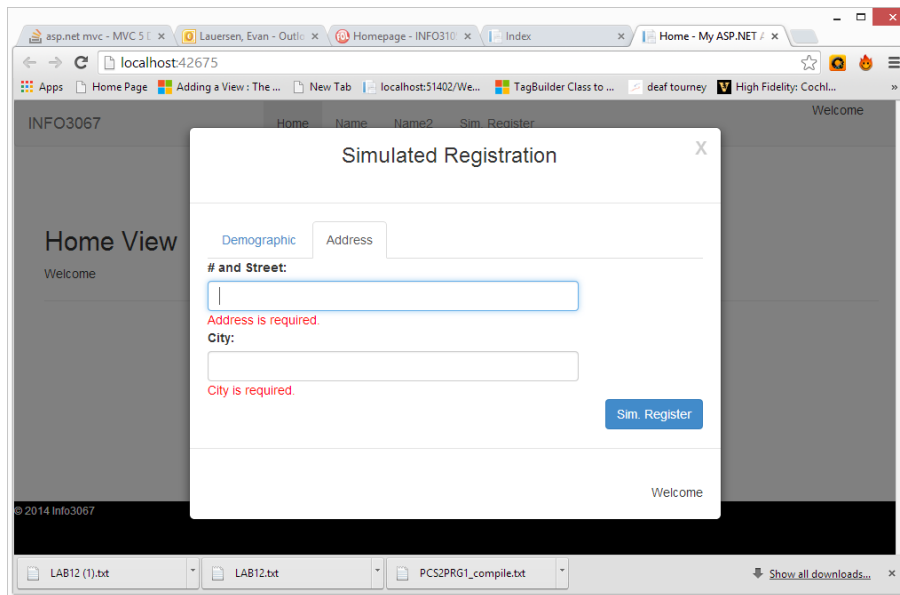 asp.net mvc - MVC 5 E
Lauersen, Evan - Outlo
Homepage - INFO310
Index
Home - My ASP.NET A
localhost:42675
Apps Home Page Adding a View : The ... New Tab localhost:51402/We... TagBuilder Class to ... deaf tourney High Fidelity: Cochl... »
INFO3067 Home Name Name2 Sim. Register Welcome
Simulated Registration X
Home View
Welcome
Demographic Address
# and Street:
Address is required.
City:
City is required.
Sim. Register
Welcome
© 2014 Info3067
LAB12 (1).txt LAB12.txt PCS2PRG1_compile.txt Show all downloads...